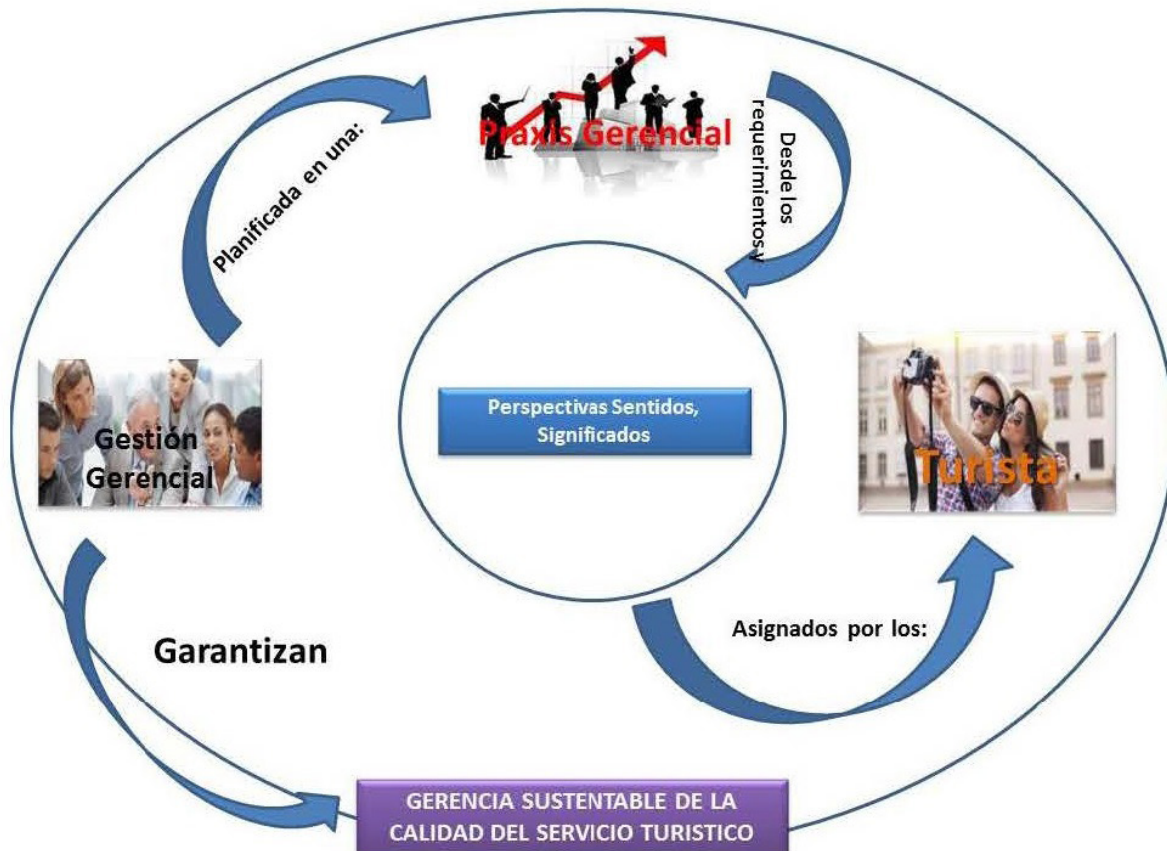 Praxis Gerencial
Planificada en una:
Desde los
requerimientos y
Perspectivas Sentidos,
Significados
Gestión
Gerencial
Turista
Asignados por los:
Garantizan
GERENCIA SUSTENTABLE DE LA
CALIDAD DEL SERVICIO TURISTICO